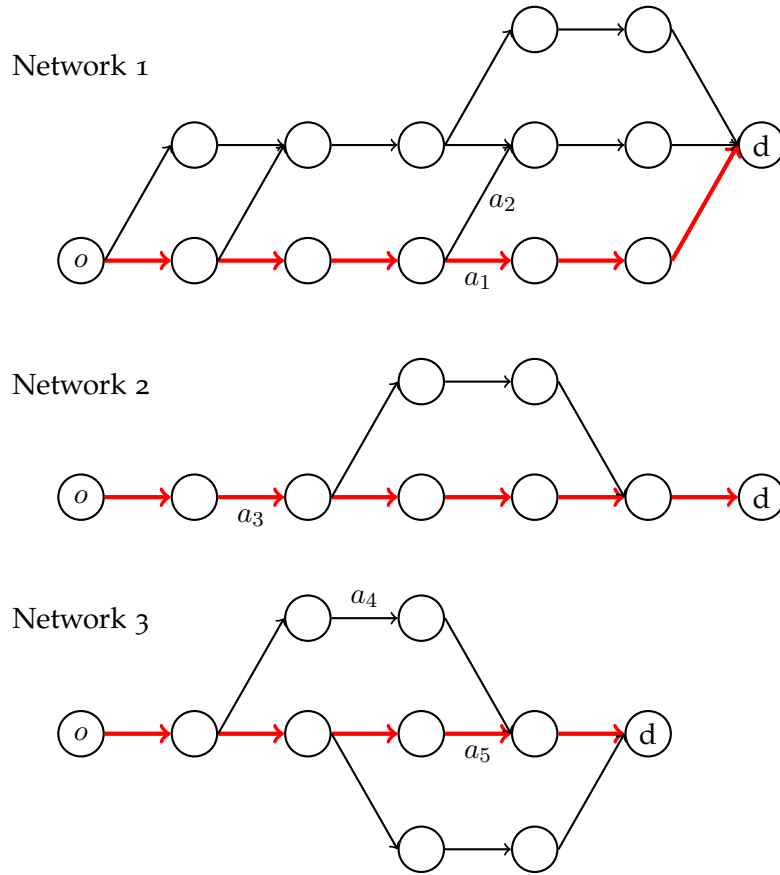 Network 1
d
a₂
o
a₁
Network 2
o
d
a₃
Network 3
a₄
o
d
a₅